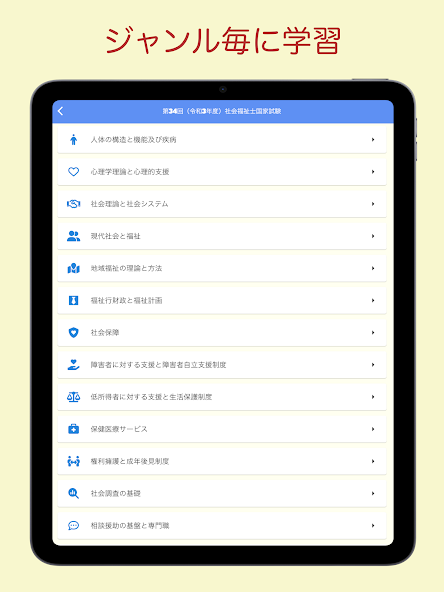 ジャンル毎に学習
第34回（令和3年度）社会福祉士国家試験
人体の構造と機能及び疾病
心理学理論と心理的支援
社会理論と社会システム
現代社会と福祉
地域福祉の理論と方法
福祉行財政と福祉計画
社会保障
障害者に対する支援と障害者自立支援制度
低所得者に対する支援と生活保護制度
保健医療サービス
権利擁護と成年後見制度
社会調査の基礎
相談援助の基盤と専門職